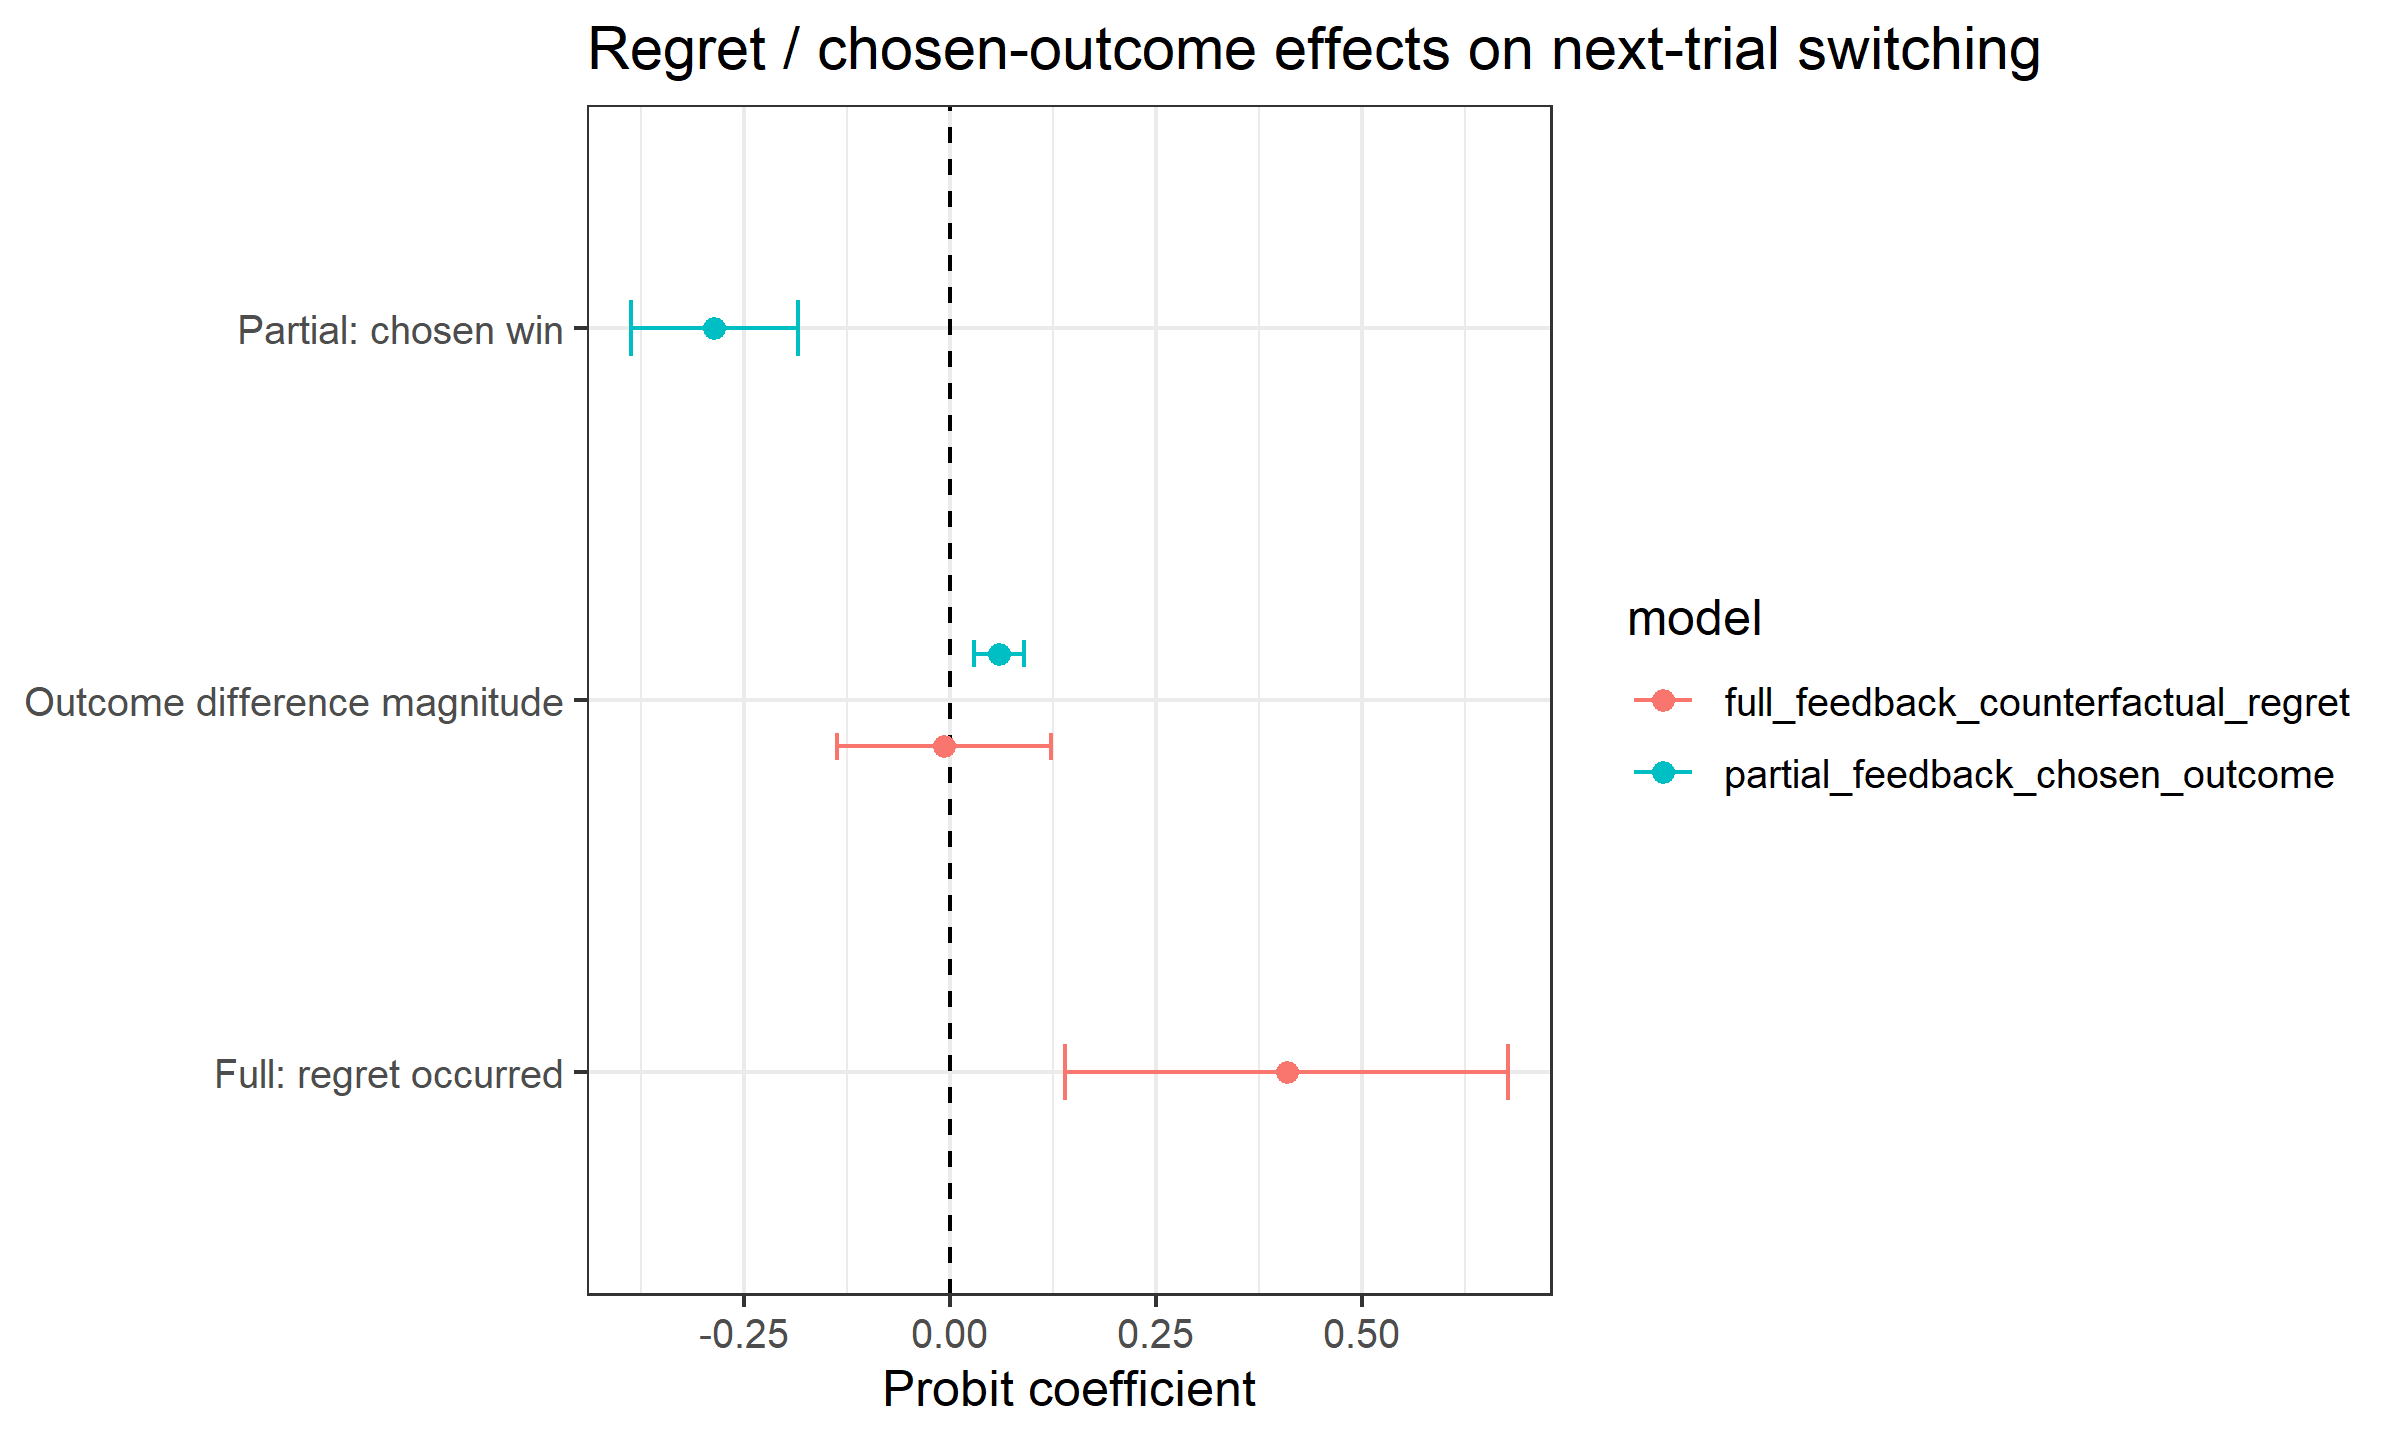 Regret / chosen-outcome effects on next-trial switching
Partial: chosen win
Outcome difference magnitude
Full: regret occurred
-0.25
0.00
0.25
0.50
Probit coefficient
model
full_feedback_counterfactual_regret
partial_feedback_chosen_outcome